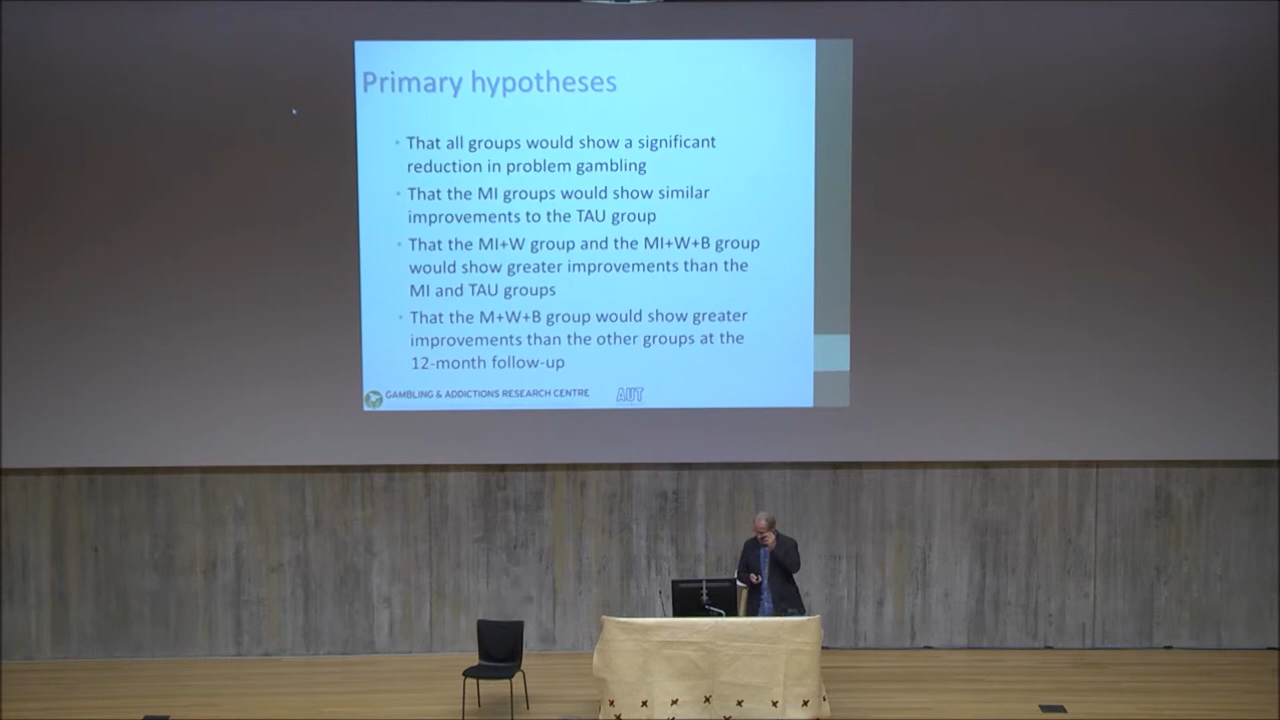 Primary hypotheses
• That all groups would show a significant
reduction in problem gambling
• That the MI groups would show similar
improvements to the TAU group
• That the MI+W group and the MI+W+B group
would show greater improvements than the
MI and TAU groups
• That the M+W+B group would show greater
improvements than the other groups at the
12-month follow-up
GAMBLING & ADDICTIONS RESEARCH CENTRE
AUT